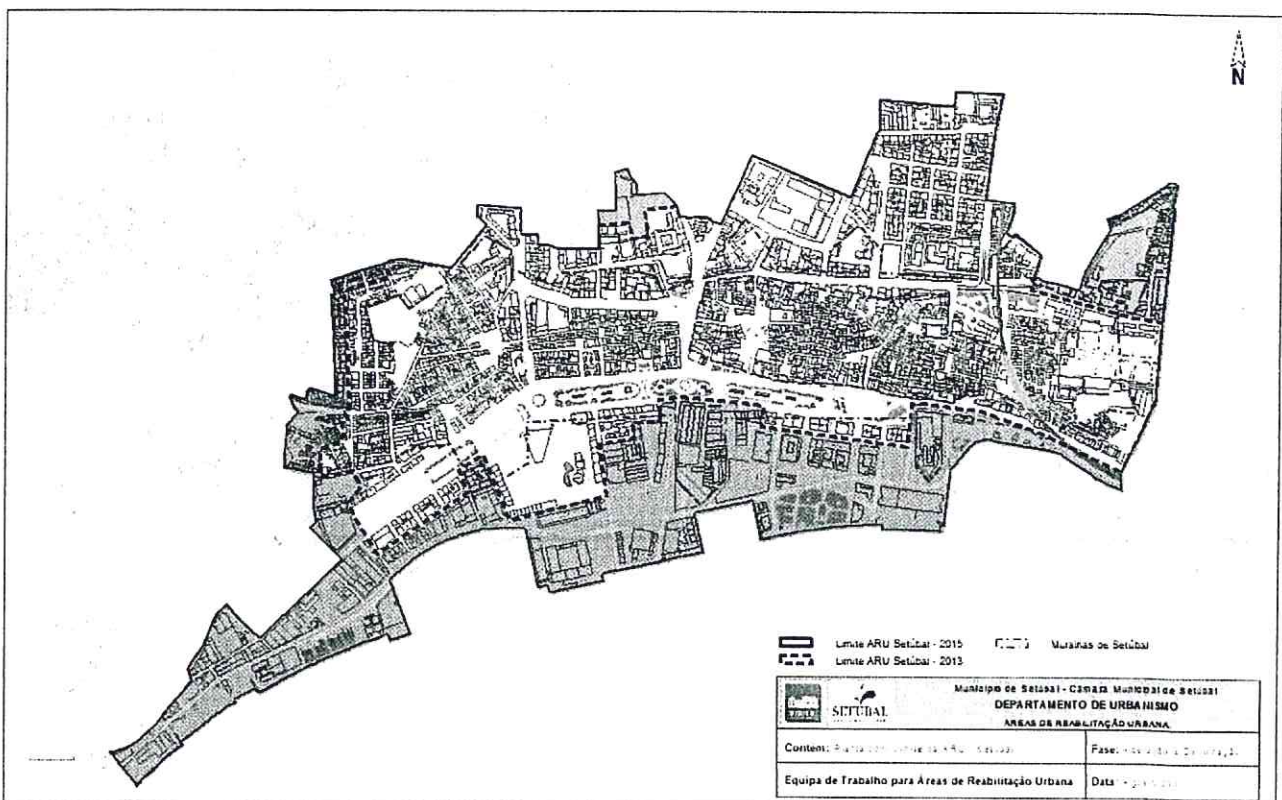 N
Limite ARU Setúbal - 2015
Muralhas de Setúbal
Limite ARU Setúbal - 2013
SETÚBAL
Município de Setúbal - Câmara Municipal de Setúbal
DEPARTAMENTO DE URBANISMO
ÁREAS DE REABILITAÇÃO URBANA
Contém:
Fase:
Equipa de Trabalho para Áreas de Reabilitação Urbana
Data: